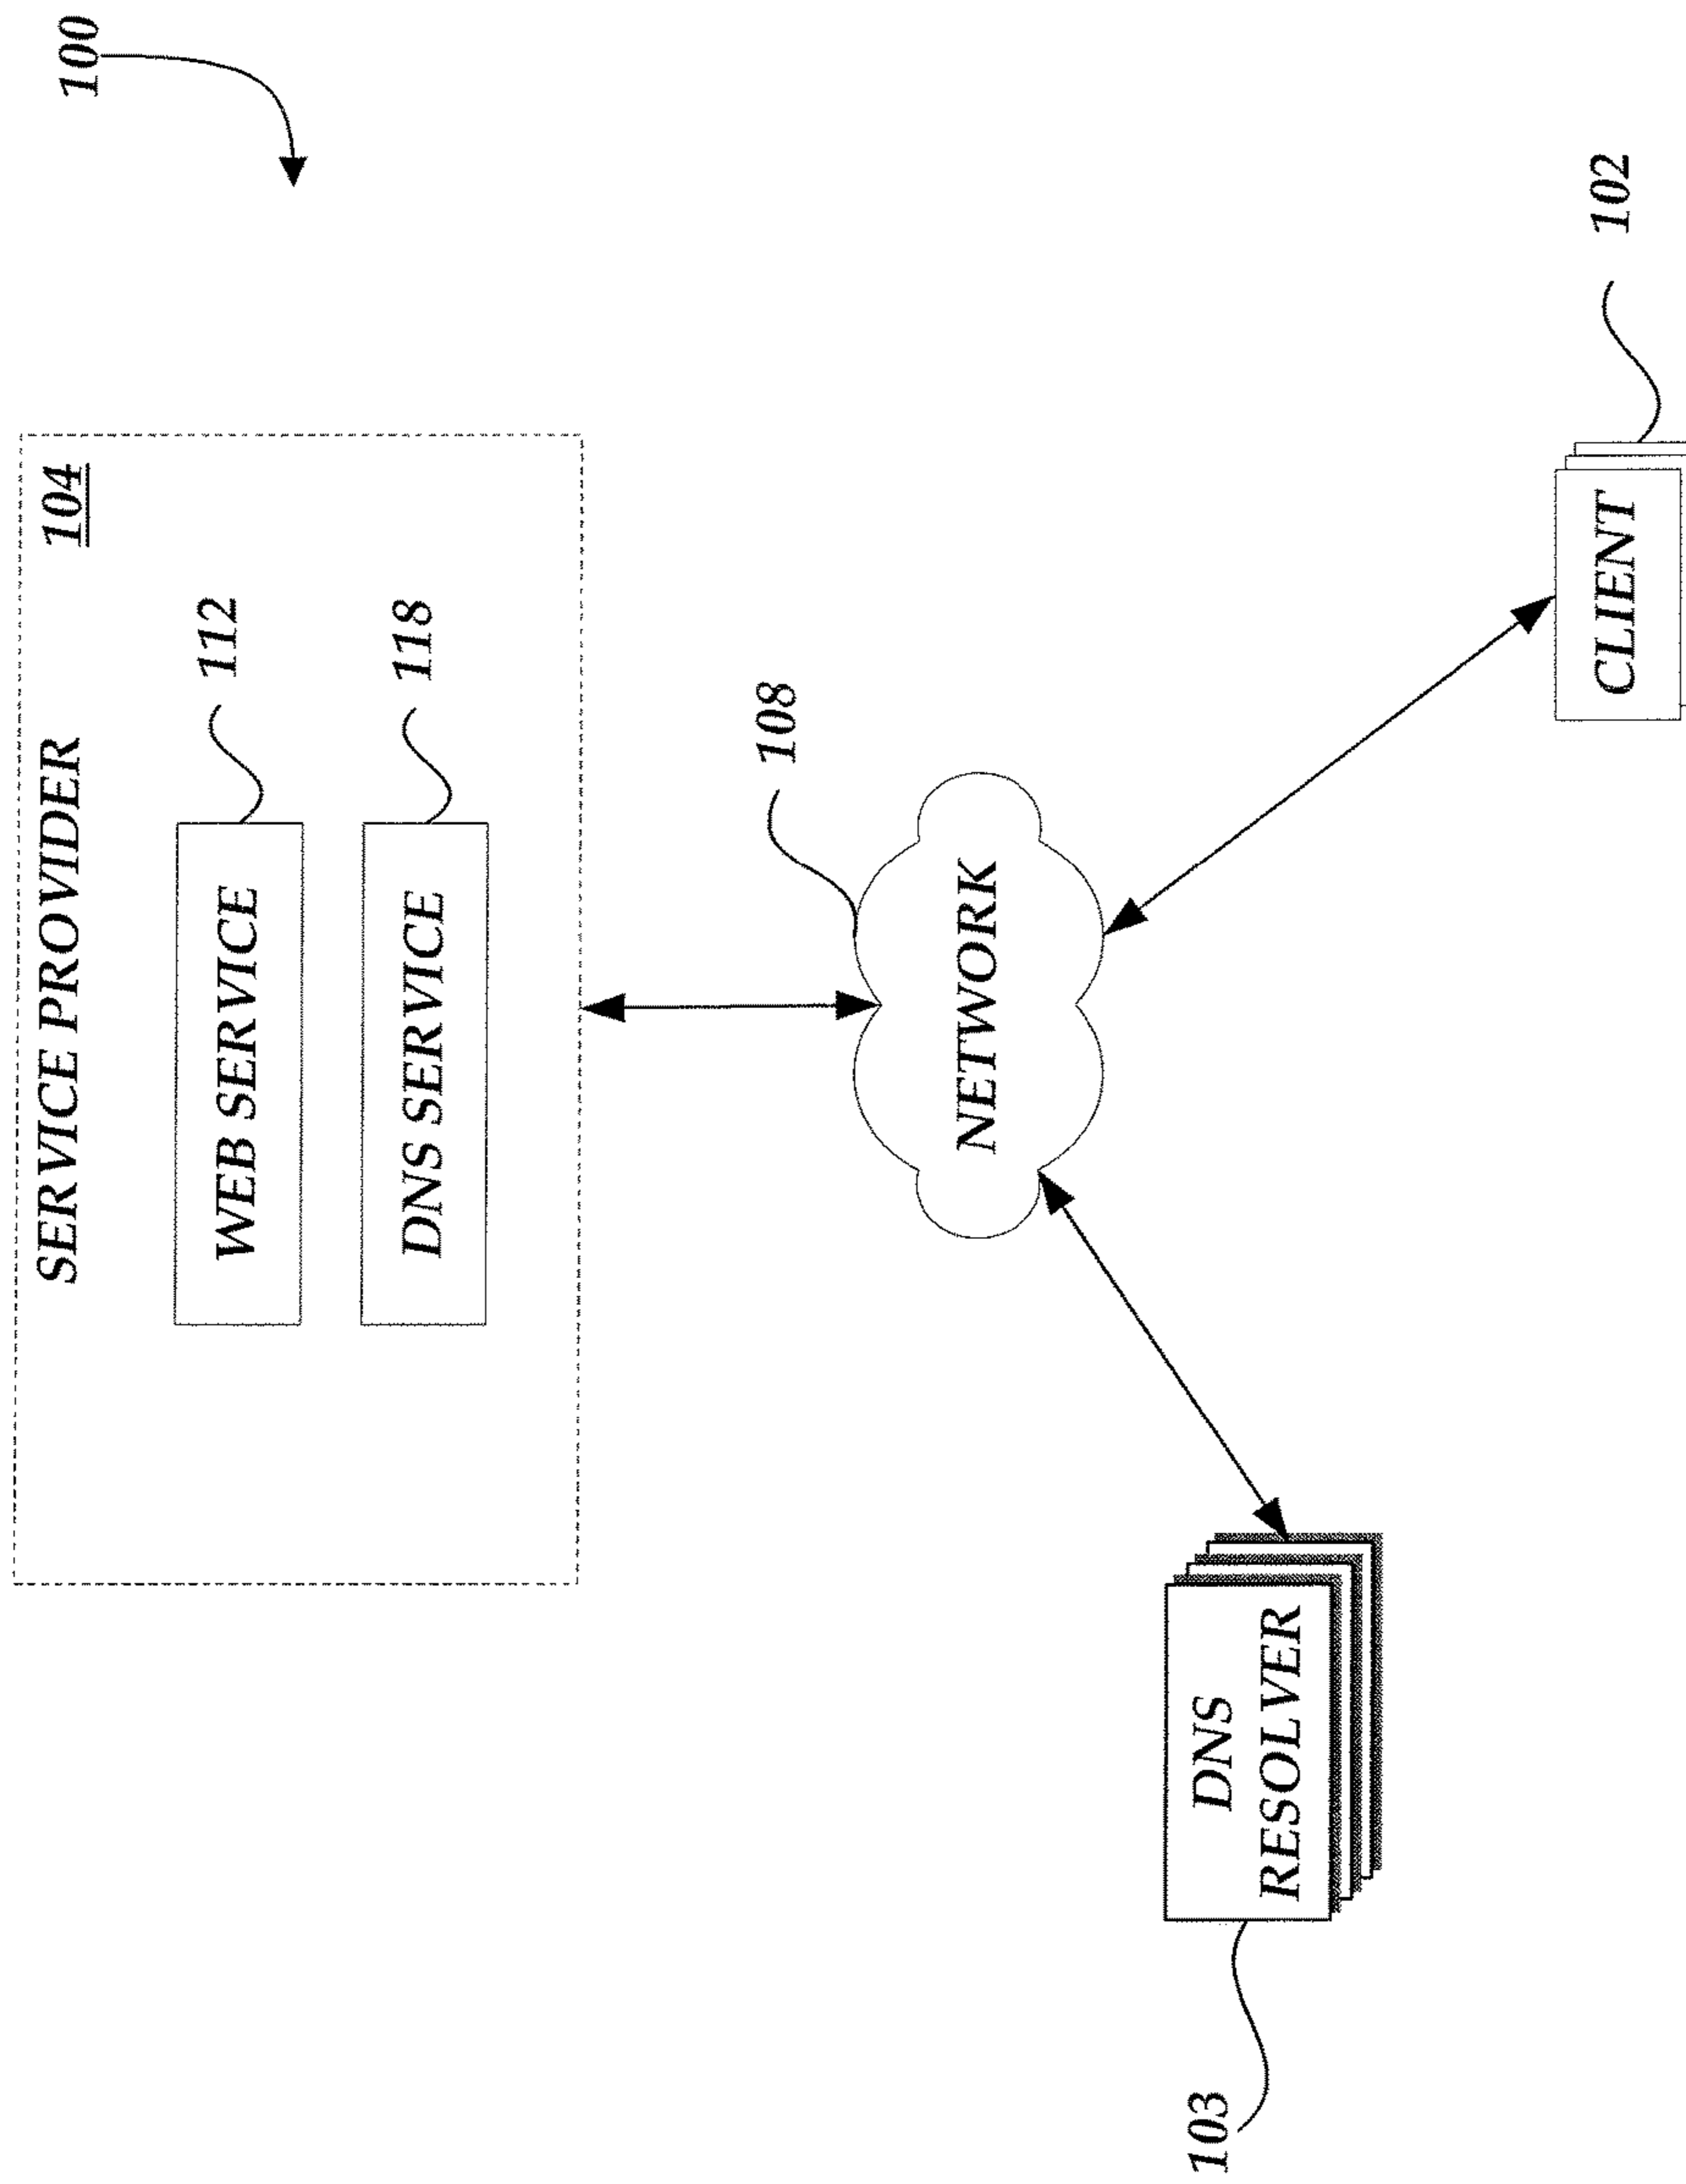 100
SERVICE PROVIDER 104
WEB SERVICE 112
DNS SERVICE 118
108
NETWORK
DNS
RESOLVER
103
CLIENT
102